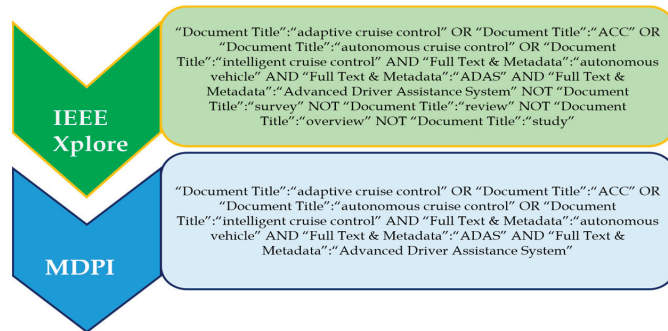 IEEE
Xplore
“Document Title”:“adaptive cruise control” OR “Document Title”:“ACC” OR
“Document Title”:“autonomous cruise control” OR “Document
Title”:“intelligent cruise control” AND “Full Text & Metadata”:“autonomous
vehicle” AND “Full Text & Metadata”:“ADAS” AND “Full Text &
Metadata”:“Advanced Driver Assistance System” NOT “Document
Title”:“survey” NOT “Document Title”:“review” NOT “Document
Title”:“overview” NOT “Document Title”:“study”
MDPI
“Document Title”:“adaptive cruise control” OR “Document Title”:“ACC” OR
“Document Title”:“autonomous cruise control” OR “Document
Title”:“intelligent cruise control” AND “Full Text & Metadata”:“autonomous
vehicle” AND “Full Text & Metadata”:“ADAS” AND “Full Text &
Metadata”:“Advanced Driver Assistance System”